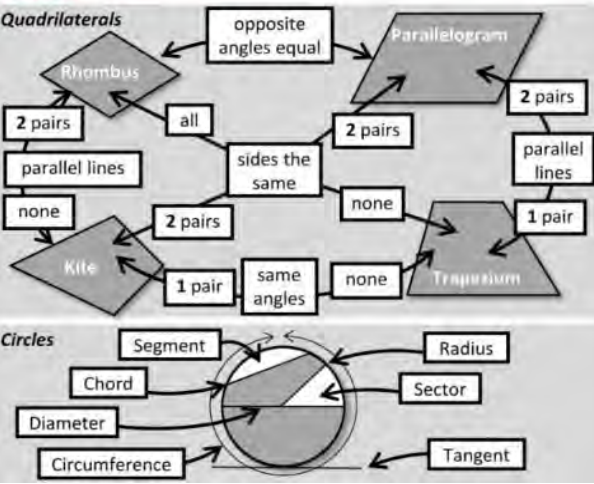 Quadrilaterals
opposite
angles equal
Parallelogram
Rhombus
2 pairs
all
2 pairs
2 pairs
parallel lines
sides the
same
parallel
lines
none
2 pairs
none
1 pair
Kite
1 pair
same
angles
none
Trapezium
Circles
Segment
Radius
Chord
Sector
Diameter
Circumference
Tangent